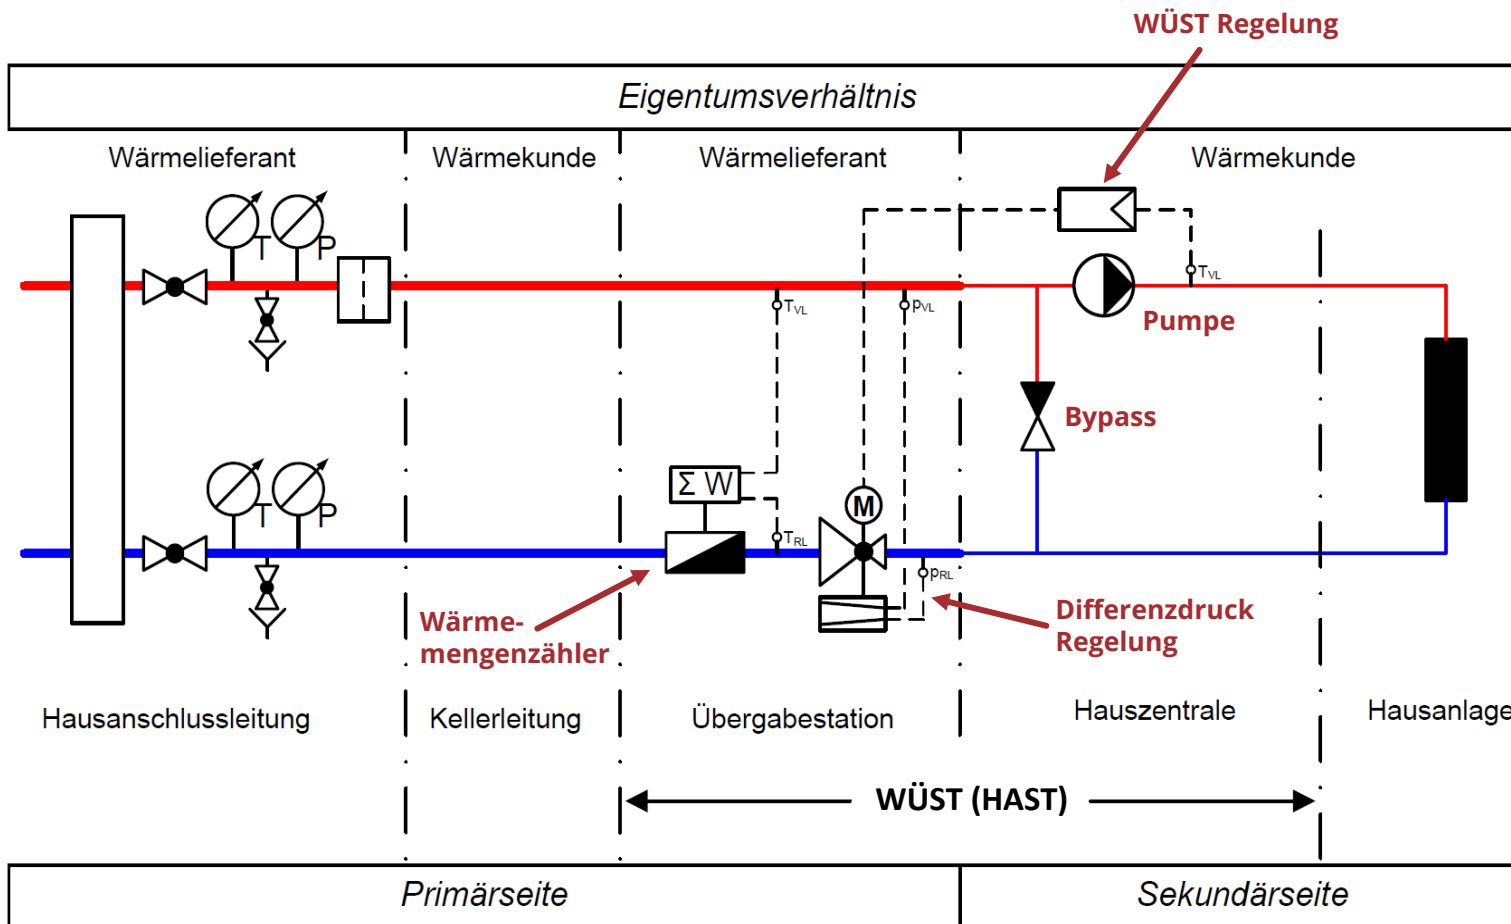 WÜST Regelung
Eigentumsverhältnis
Wärmelieferant
Wärmekunde
Wärmelieferant
Wärmekunde
T
P
TVL
pVL
TVL
Pumpe
Bypass
T
P
Σ W
M
TRL
pRL
Wärme-
mengenzähler
Differenzdruck
Regelung
Hausanschlussleitung
Kellerleitung
Übergabestation
Hauszentrale
Hausanlage
WÜST (HAST)
Primärseite
Sekundärseite